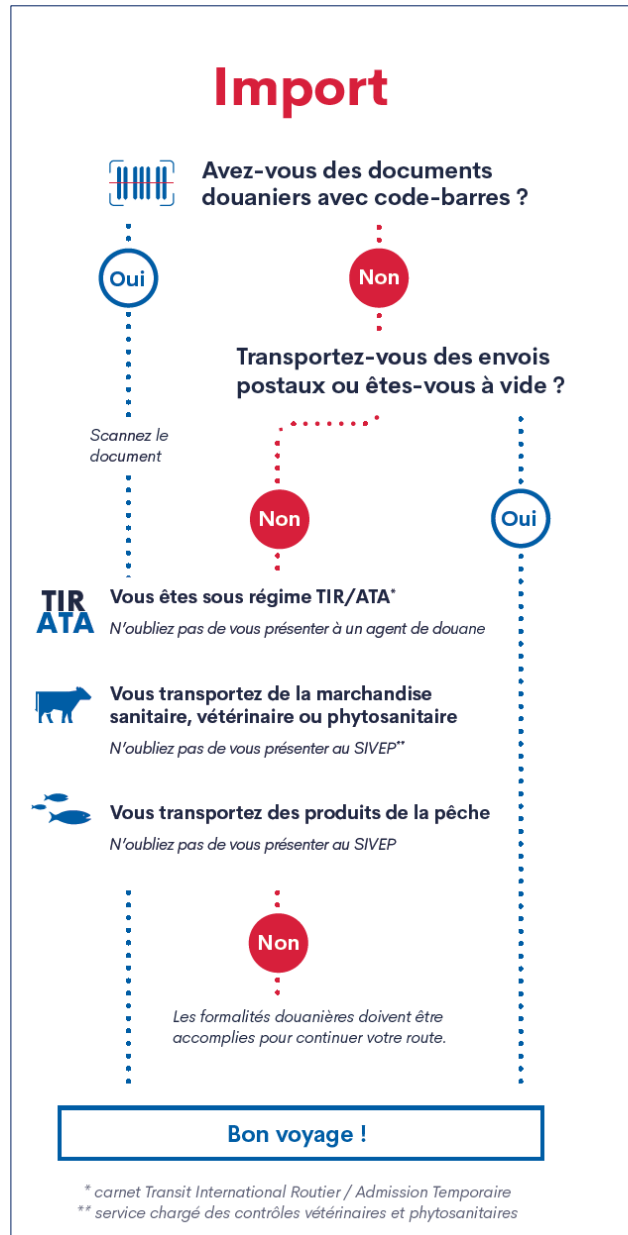 Import
Avez-vous des documents
douaniers avec code-barres ?
Oui
Non
Transportez-vous des envois
postaux ou êtes-vous à vide ?
Scannez le
document
Non
Oui
TIR
ATA
Vous êtes sous régime TIR/ATA*
N’oubliez pas de vous présenter à un agent de douane
Vous transportez de la marchandise
sanitaire, vétérinaire ou phytosanitaire
N’oubliez pas de vous présenter au SIVEP**
Vous transportez des produits de la pêche
N’oubliez pas de vous présenter au SIVEP
Non
Les formalités douanières doivent être
accomplies pour continuer votre route.
Bon voyage !
* carnet Transit International Routier / Admission Temporaire
** service chargé des contrôles vétérinaires et phytosanitaires